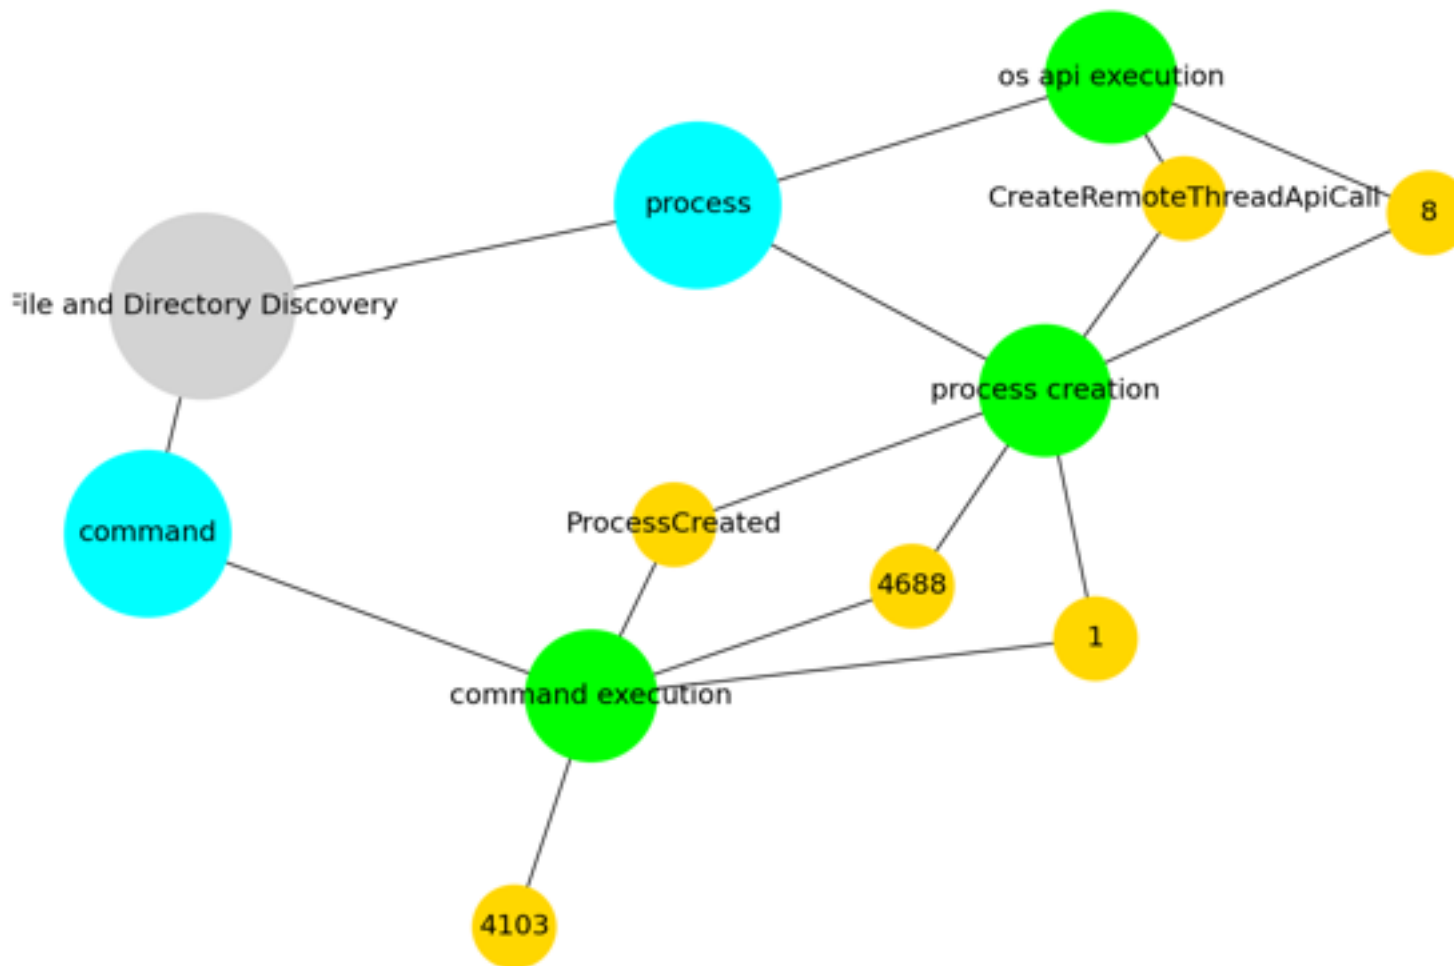 os api execution
CreateRemoteThreadApiCall
8
process
ile and Directory Discovery
process creation
command
ProcessCreated
4688
1
command execution
4103